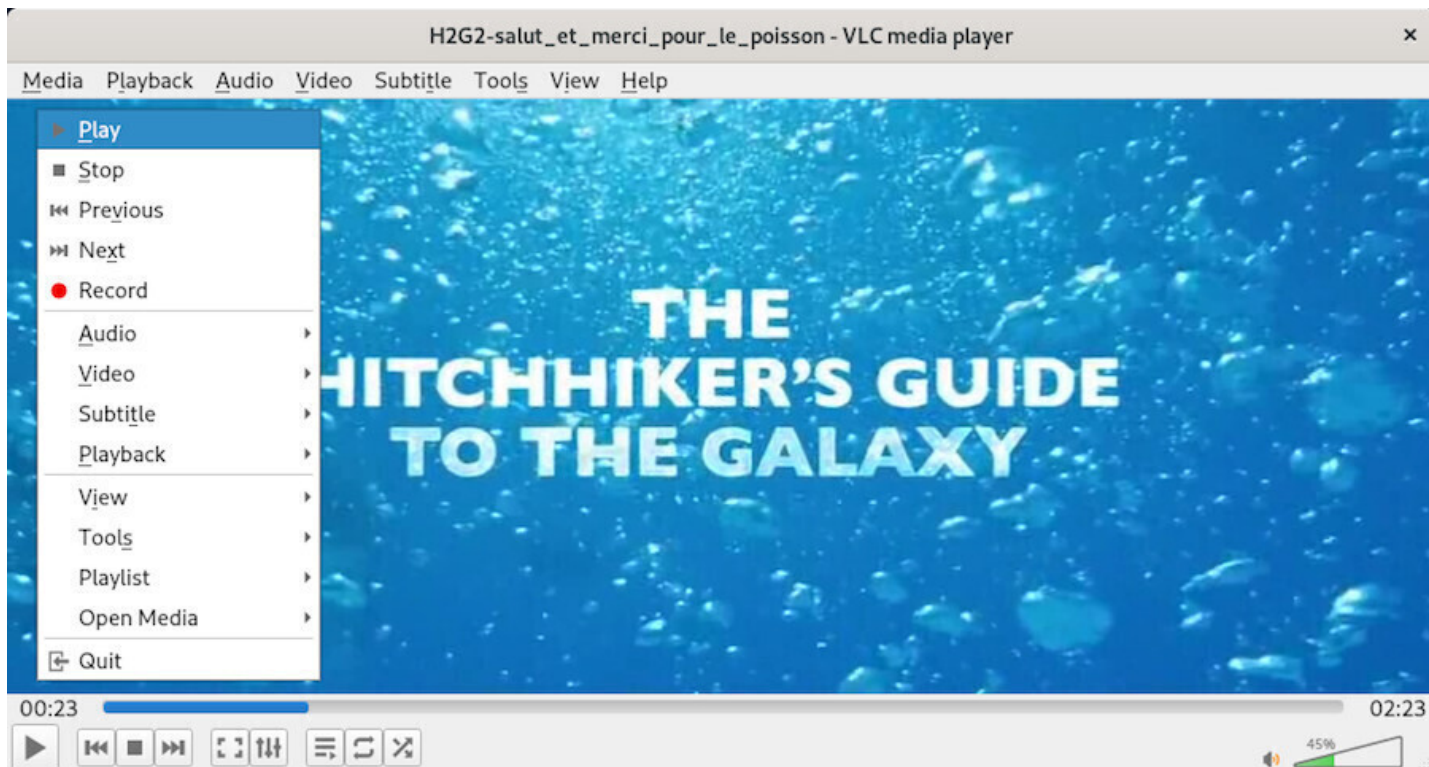 H2G2-salut_et_merci_pour_le_poisson - VLC media player
Media Playback Audio Video Subtitle Tools View Help
Play
Stop
Previous
Next
Record
Audio
Video
Subtitle
Playback
View
Tools
Playlist
Open Media
Quit
THE
HITCHHIKER'S GUIDE
TO THE GALAXY
00:23 02:23
45%